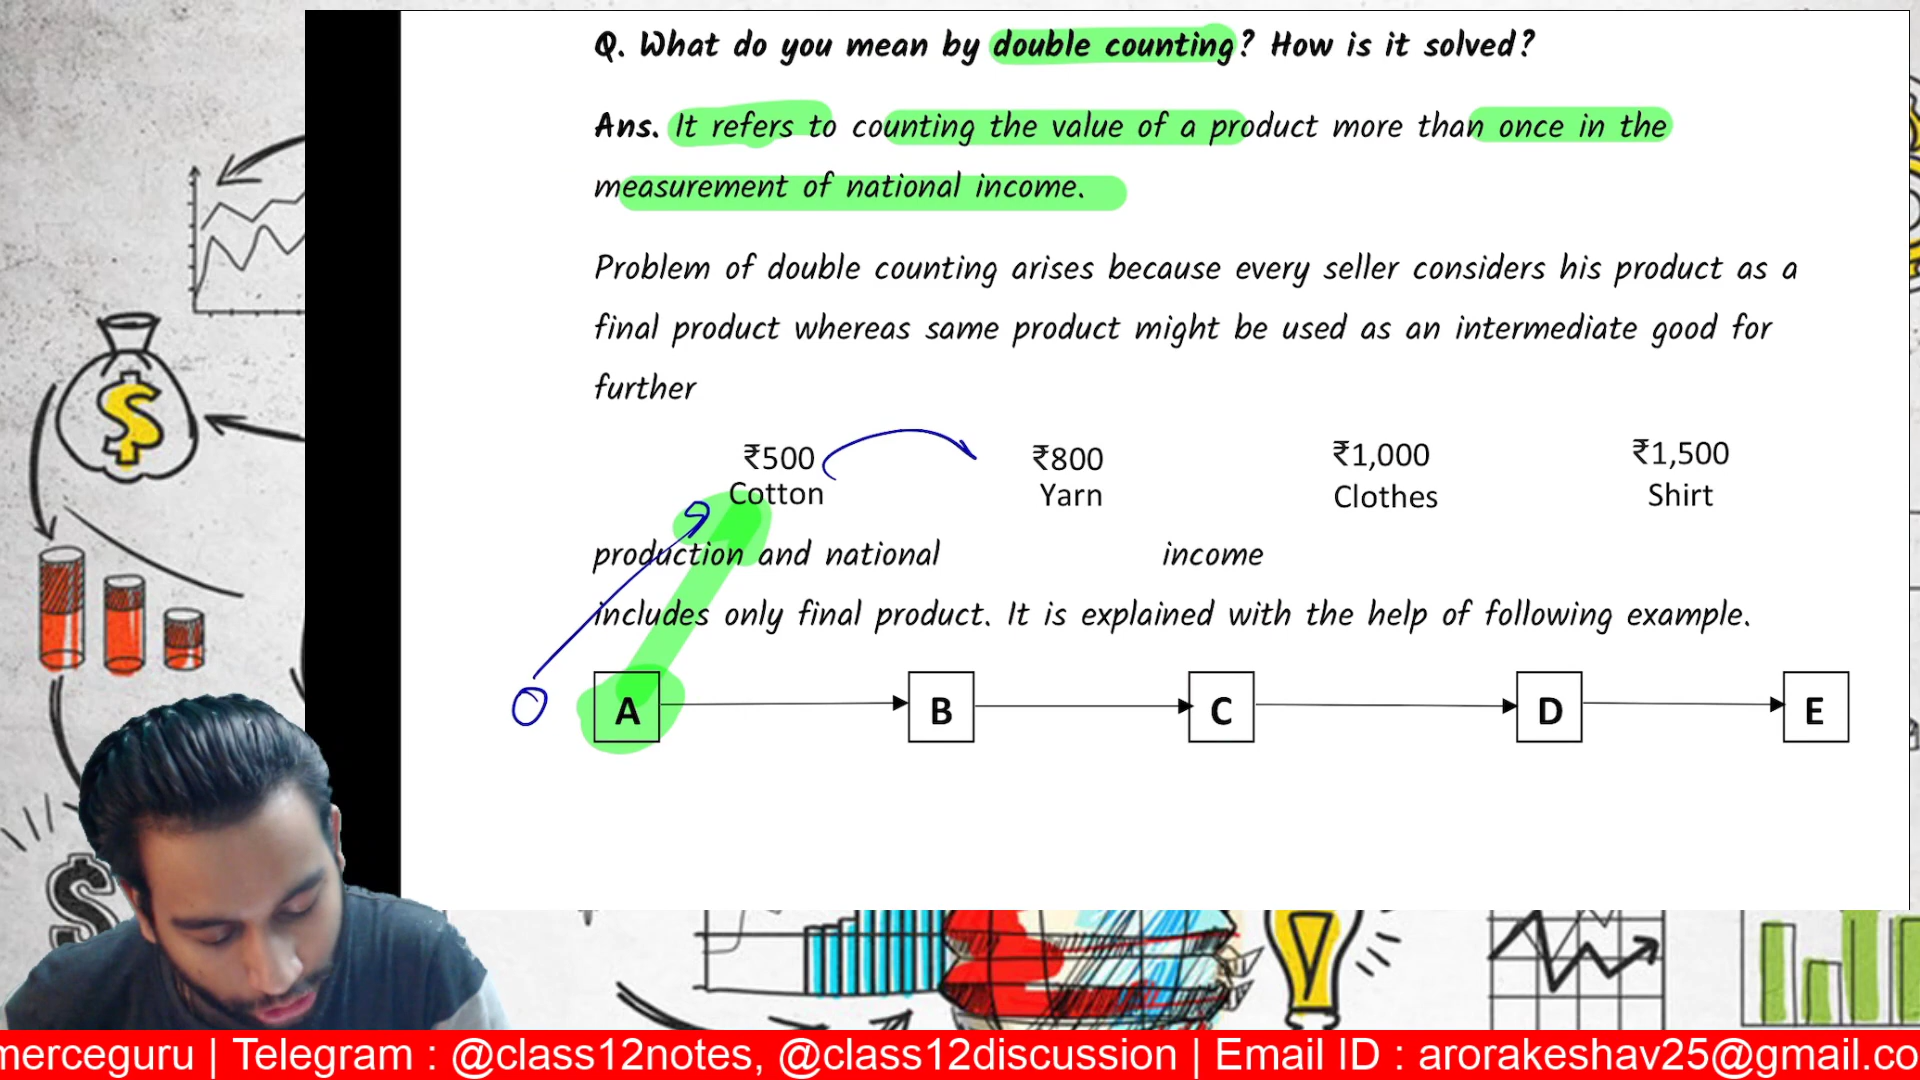 Q. What do you mean by double counting? How is it solved?
Ans. It refers to counting the value of a product more than once in the
measurement of national income.
Problem of double counting arises because every seller considers his product as a
final product whereas same product might be used as an intermediate good for
further
₹500 ₹800 ₹1,000 ₹1,500
Cotton Yarn Clothes Shirt
production and national income
includes only final product. It is explained with the help of following example.
A B C D E
merceguru | Telegram : @class12notes, @class12discussion | Email ID : arorakeshav25@gmail.co